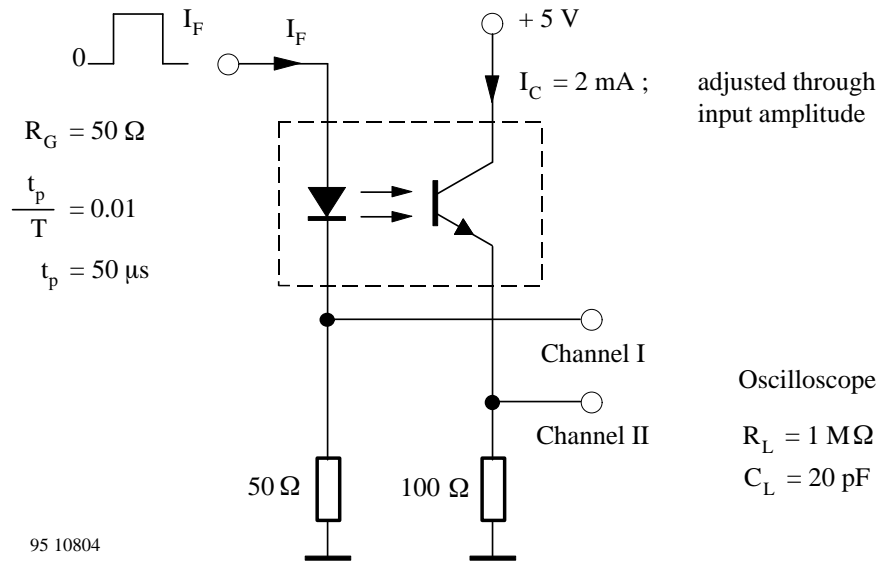 I_F
0
I_F
+ 5 V
I_C = 2 mA ; adjusted through
input amplitude
R_G = 50 Ω
t_p
T
= 0.01
t_p = 50 µs
Channel I
Channel II
Oscilloscope
R_L = 1 MΩ
C_L = 20 pF
50 Ω
100 Ω
95 10804